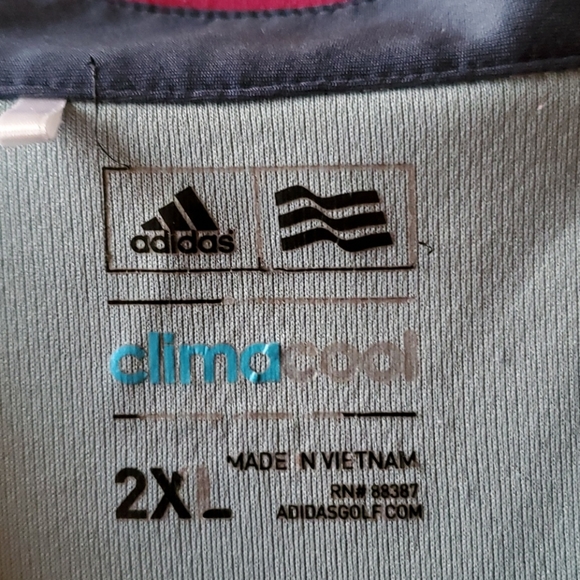 adidas
climacool
2XL
MADE IN VIETNAM
RN# 88387
ADIDASGOLF.COM